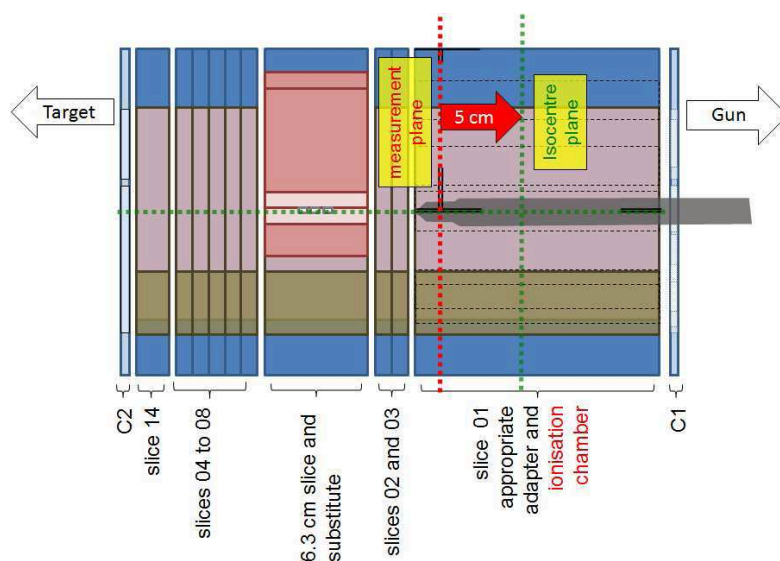 Target
measurement
plane
5 cm
Isocentre
plane
Gun
C2
slice 14
slices 04 to 08
6.3 cm slice and
substitute
slices 02 and 03
slice 01
appropriate
adapter and
ionisation
chamber
C1